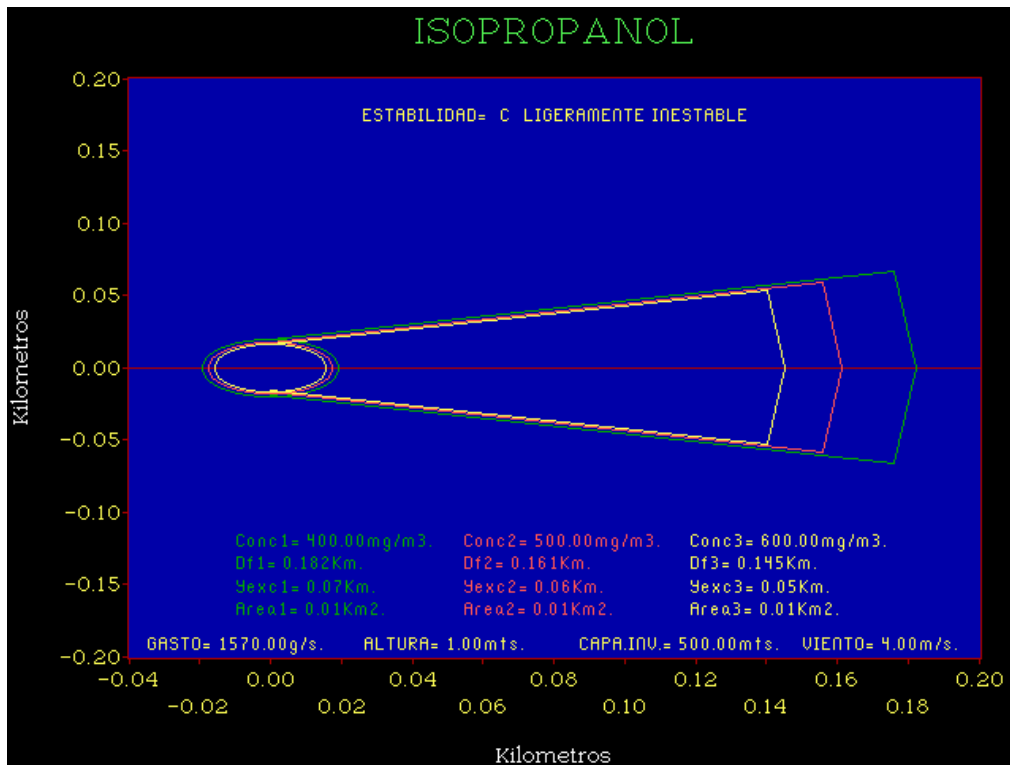 ISOPROPANOL
ESTABILIDAD= C LIGERAMENTE INESTABLE
0.20
0.15
0.10
0.05
0.00
-0.05
-0.10
-0.15
-0.20
Kilometros
Conc1= 400.00mg/m3. Conc2= 500.00mg/m3. Conc3= 600.00mg/m3.
Df1= 0.182Km. Df2= 0.161Km. Df3= 0.145Km.
Yexc1= 0.07Km. Yexc2= 0.06Km. Yexc3= 0.05Km.
Area1= 0.01Km2. Area2= 0.01Km2. Area3= 0.01Km2.
GASTO= 1570.00g/s. ALTURA= 1.00mts. CAPA.INV.= 500.00mts. VIENTO= 4.00m/s.
-0.04 0.00 0.04 0.08 0.12 0.16 0.20
-0.02 0.02 0.06 0.10 0.14 0.18
Kilometros